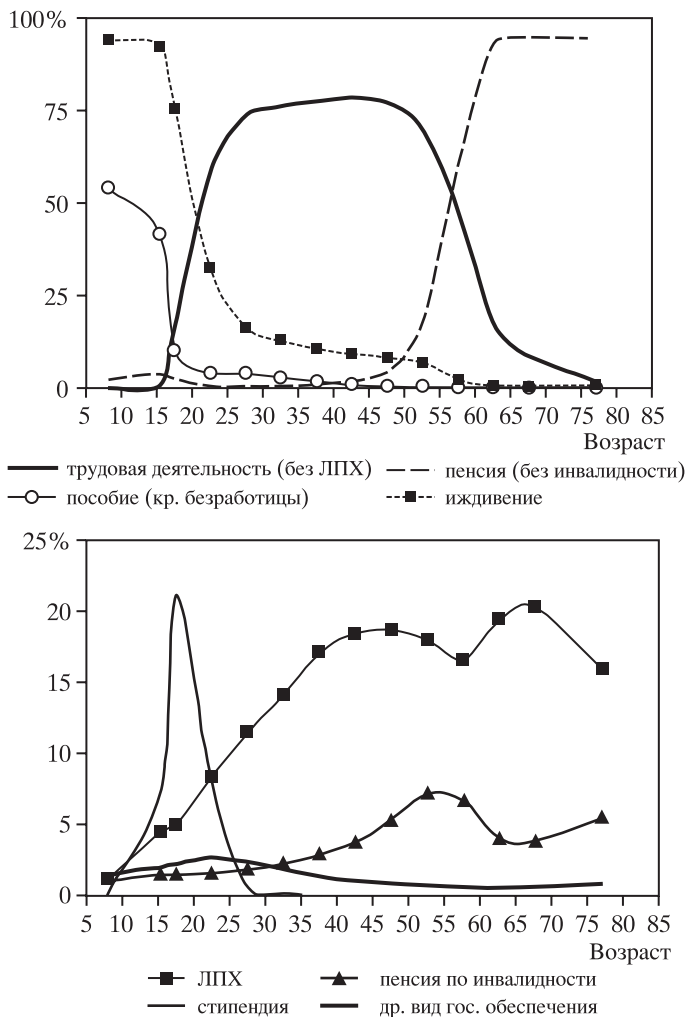 100%
75
50
25
0
5 10 15 20 25 30 35 40 45 50 55 60 65 70 75 80 85
Возраст
трудовая деятельность (без ЛПХ) пенсия (без инвалидности)
пособие (кр. безработицы) иждивение
25%
20
15
10
5
0
5 10 15 20 25 30 35 40 45 50 55 60 65 70 75 80 85
Возраст
ЛПХ пенсия по инвалидности
стипендия др. вид гос. обеспечения